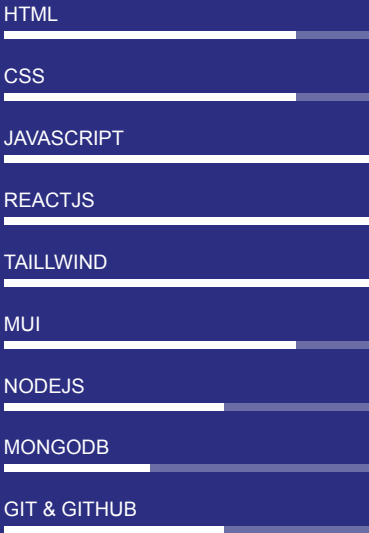 HTML
CSS
JAVASCRIPT
REACTJS
TAILLWIND
MUI
NODEJS
MONGODB
GIT & GITHUB